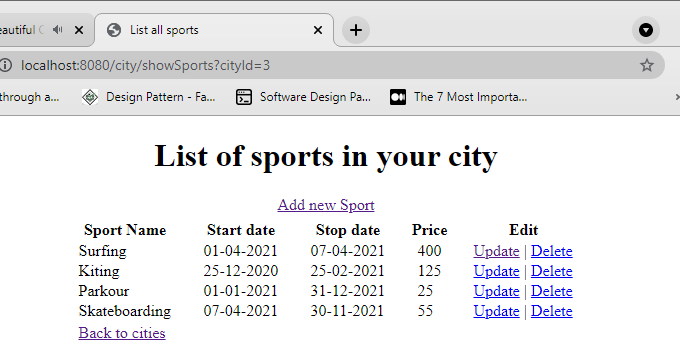 eautiful List all sports
localhost:8080/city/showSports?cityId=3
through a... Design Pattern - Fa... Software Design Pa... The 7 Most Importa...
List of sports in your city
Add new Sport
Sport Name Start date Stop date Price Edit
Surfing 01-04-2021 07-04-2021 400 Update | Delete
Kiting 25-12-2020 25-02-2021 125 Update | Delete
Parkour 01-01-2021 31-12-2021 25 Update | Delete
Skateboarding 07-04-2021 30-11-2021 55 Update | Delete
Back to cities